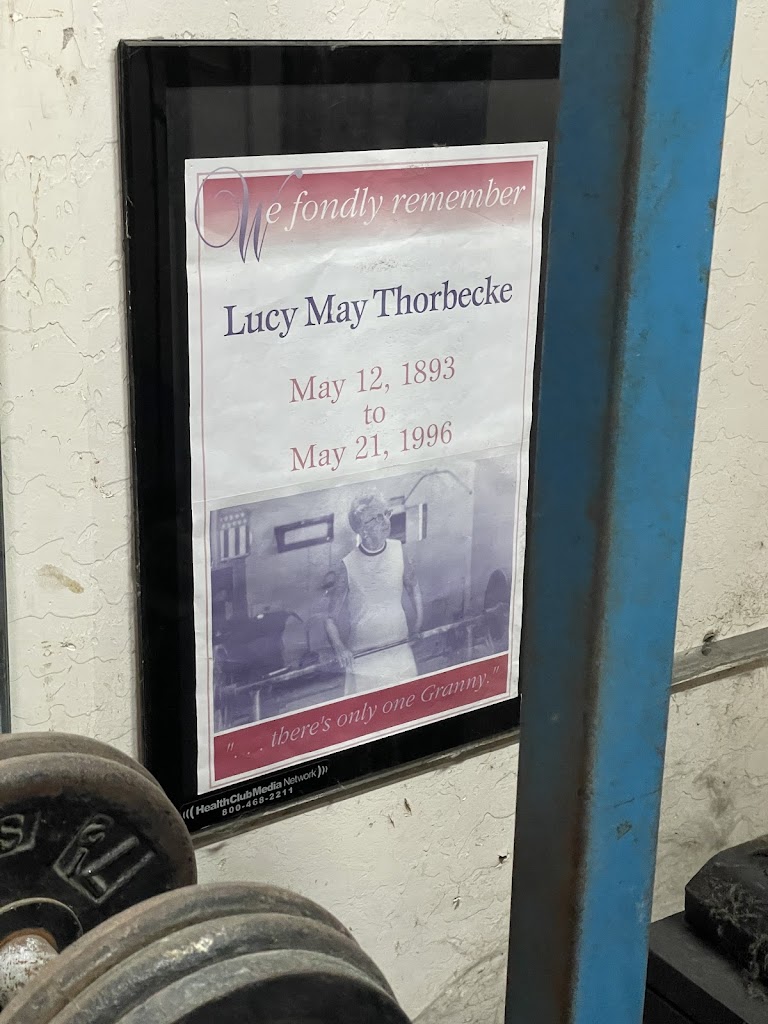 We fondly remember
Lucy May Thorbecke
May 12, 1893
to
May 21, 1996
". . . there's only one Granny."
HealthClubMedia Network
800-468-2211